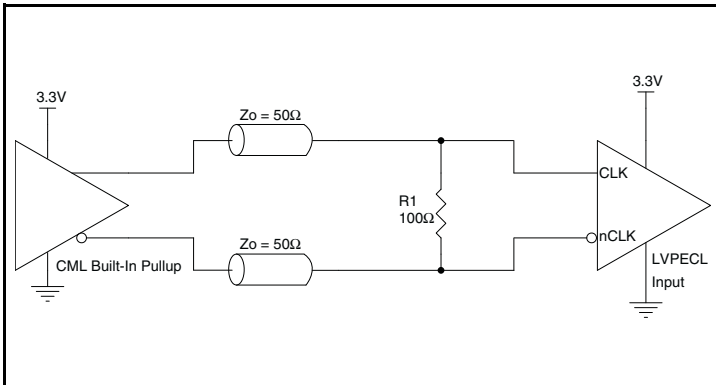 3.3V
3.3V
Zo = 50Ω
CLK
R1
100Ω
nCLK
Zo = 50Ω
CML Built-In Pullup
LVPECL
Input